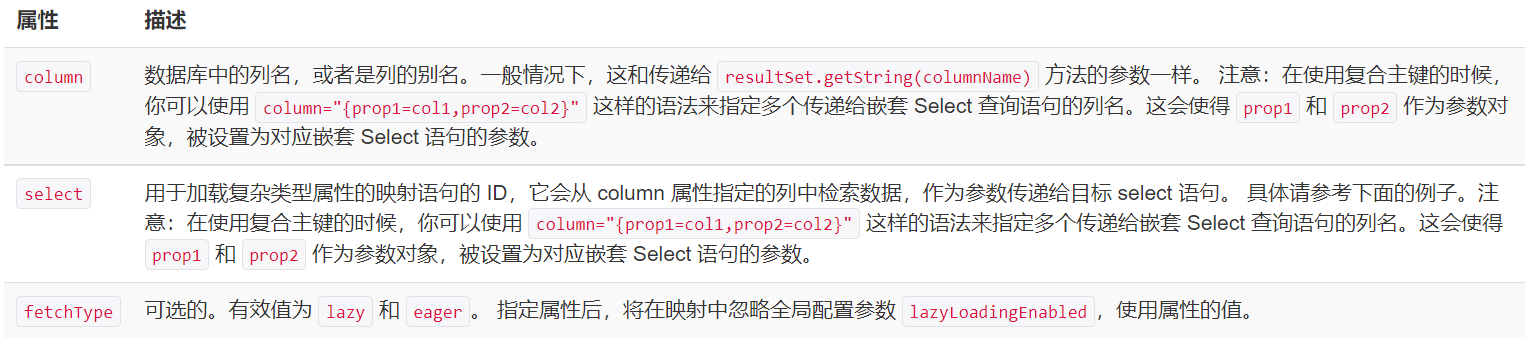 属性 描述
column 数据库中的列名，或者是列的别名。一般情况下，这和传递给 resultSet.getString(columnName) 方法的参数一样。 注意：在使用复合主键的时候，
你可以使用 column="{prop1=col1,prop2=col2}" 这样的语法来指定多个传递给嵌套 Select 查询语句的列名。这会使得 prop1 和 prop2 作为参数对
象，被设置为对应嵌套 Select 语句的参数。
select 用于加载复杂类型属性的映射语句的 ID，它会从 column 属性指定的列中检索数据，作为参数传递给目标 select 语句。 具体请参考下面的例子。注
意：在使用复合主键的时候，你可以使用 column="{prop1=col1,prop2=col2}" 这样的语法来指定多个传递给嵌套 Select 查询语句的列名。这会使得
prop1 和 prop2 作为参数对象，被设置为对应嵌套 Select 语句的参数。
fetchType 可选的。有效值为 lazy 和 eager。 指定属性后，将在映射中忽略全局配置参数 lazyLoadingEnabled，使用属性的值。